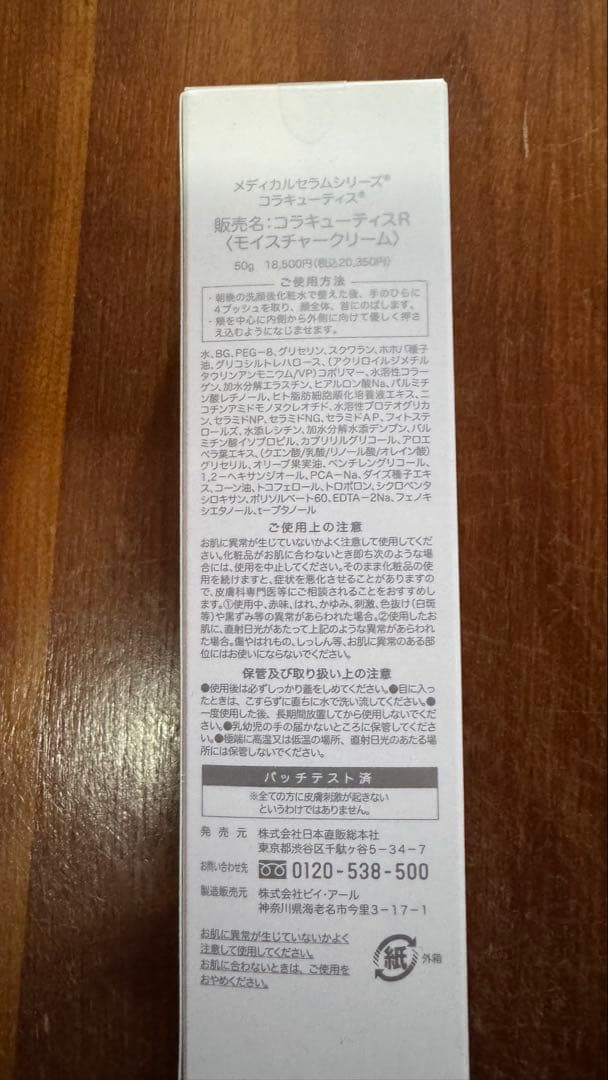 メディカルセラムシリーズ®
コラキューティス®
販売名:コラキューティスR
〈モイスチャークリーム〉
50g 18,500円(税込20,350円)
ご使用方法
・朝晩の洗顔後化粧水で整えた後、手のひらに
4プッシュを取り、顔全体、首にのばします。
・頬を中心に内側から外側に向けて優しく押さ
え込むようになじませます。
水、BG、PEG-8、グリセリン、スクワラン、ホホバ種子
油、グリコシルトレハロース、(アクリロイルジメチル
タウリンアンモニウム/VP)コポリマー、水溶性コラー
ゲン、加水分解エラスチン、ヒアルロン酸Na、パルミチ
ン酸レチノール、ヒト脂肪細胞順化培養液エキス、ニ
コチンアミドモノヌクレオチド、水溶性プロテオグリカ
ン、セラミドNP、セラミドNG、セラミドAP、フィトステ
ロールズ、水添レシチン、加水分解水添デンプン、パル
ミチン酸イソプロピル、カプリリルグリコール、アロエ
ベラ葉エキス、(クエン酸/乳酸/リノール酸/オレイン酸)
グリセリル、オリーブ果実油、ペンチレングリコール、
1,2-ヘキサンジオール、PCA-Na、ダイズ種子エキ
ス、コーン油、トコフェロール、トロポロン、シクロペンタ
シロキサン、ポリソルベート60、EDTA-2Na、フェノキ
シエタノール、t-ブタノール
ご使用上の注意
お肌に異常が生じていないかよく注意して使用してくだ
さい。化粧品がお肌に合わないとき即ち次のような場
合には、使用を中止してください。そのまま化粧品の使
用を続けますと、症状を悪化させることがありますの
で、皮膚科専門医等にご相談されることをおすすめし
ます。①使用中、赤味、はれ、かゆみ、刺激、色抜け(白斑
等)や黒ずみ等の異常があらわれた場合。②使用したお
肌に、直射日光があたって上記のような異常があらわれ
た場合。傷やはれもの、しっしん等、お肌に異常のある部
位にはお使いにならないでください。
保管及び取り扱い上の注意
●使用後は必ずしっかり蓋をしめてください。●目に入っ
たときは、こすらずに直ちに水で洗い流してください。●
一度使用した後、長期間放置してから使用しないでくだ
さい。●乳幼児の手の届かないところに保管してくださ
い。●極端に高温又は低温の場所、直射日光のあたる場
所には保管しないでください。
パッチテスト済
※全ての方に皮膚刺激が起きない
というわけではありません。
発売元 株式会社日本直販総本社
東京都渋谷区千駄ヶ谷5-34-7
お問い合わせ先 0120-538-500
製造販売元 株式会社ビイ・アール
神奈川県海老名市今里3-17-1
お肌に異常が生じていないかよく
注意して使用してください。
お肌に合わないときは、ご使用を
おやめください。
紙 外箱